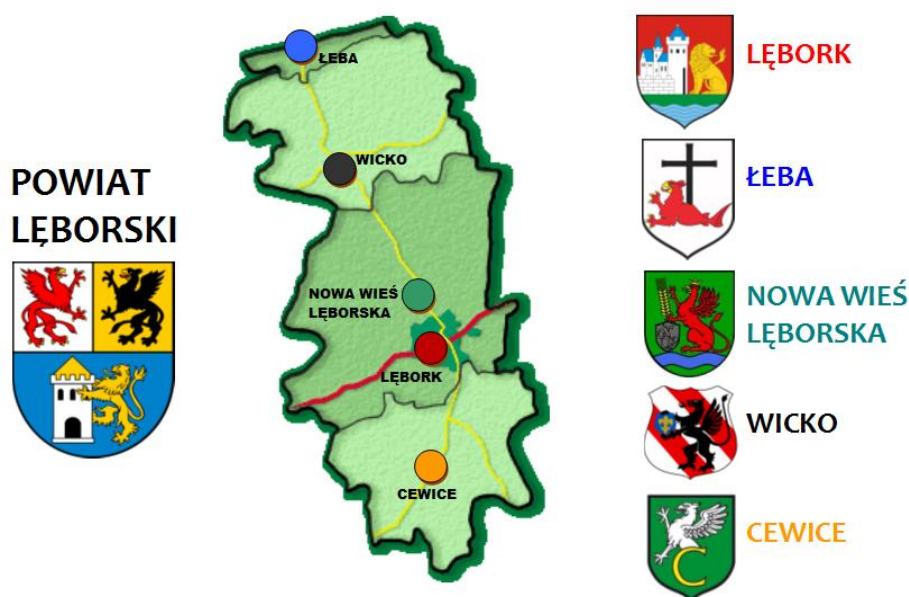 POWIAT
LĘBORSKI
ŁEBA
WICKO
NOWA WIEŚ
LĘBORSKA
LĘBORK
CEWICE
LĘBORK
ŁEBA
NOWA WIEŚ
LĘBORSKA
WICKO
CEWICE
C